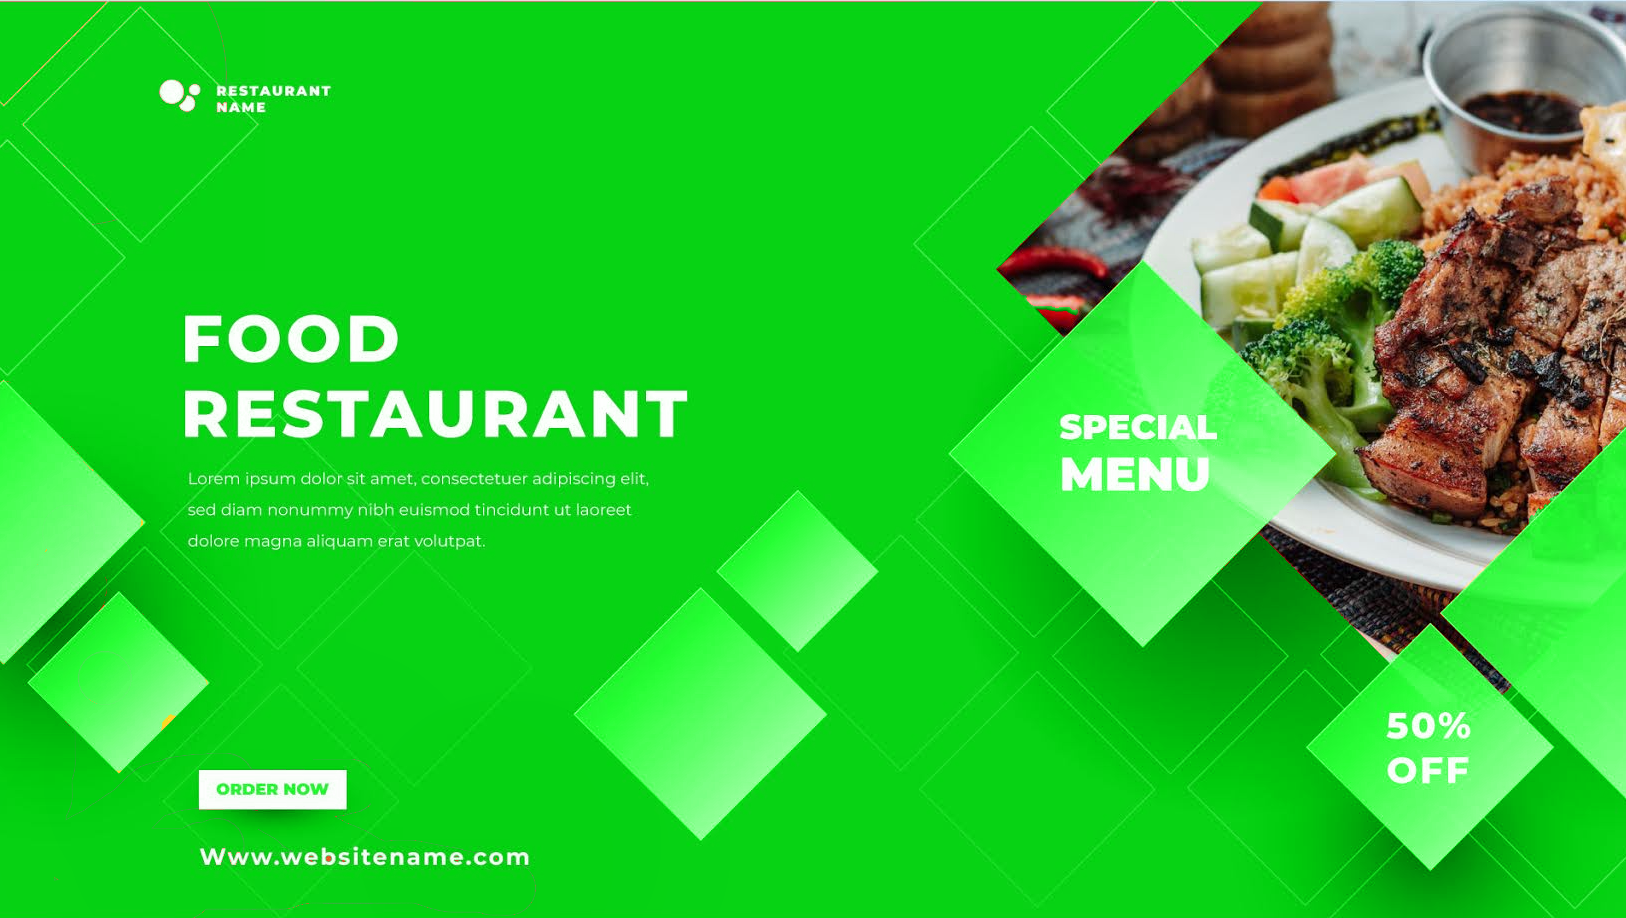 RESTAURANT
NAME
FOOD
RESTAURANT
Lorem ipsum dolor sit amet, consectetuer adipiscing elit,
sed diam nonummy nibh euismod tincidunt ut laoreet
dolore magna aliquam erat volutpat.
SPECIAL
MENU
50%
OFF
ORDER NOW
Www.websitename.com